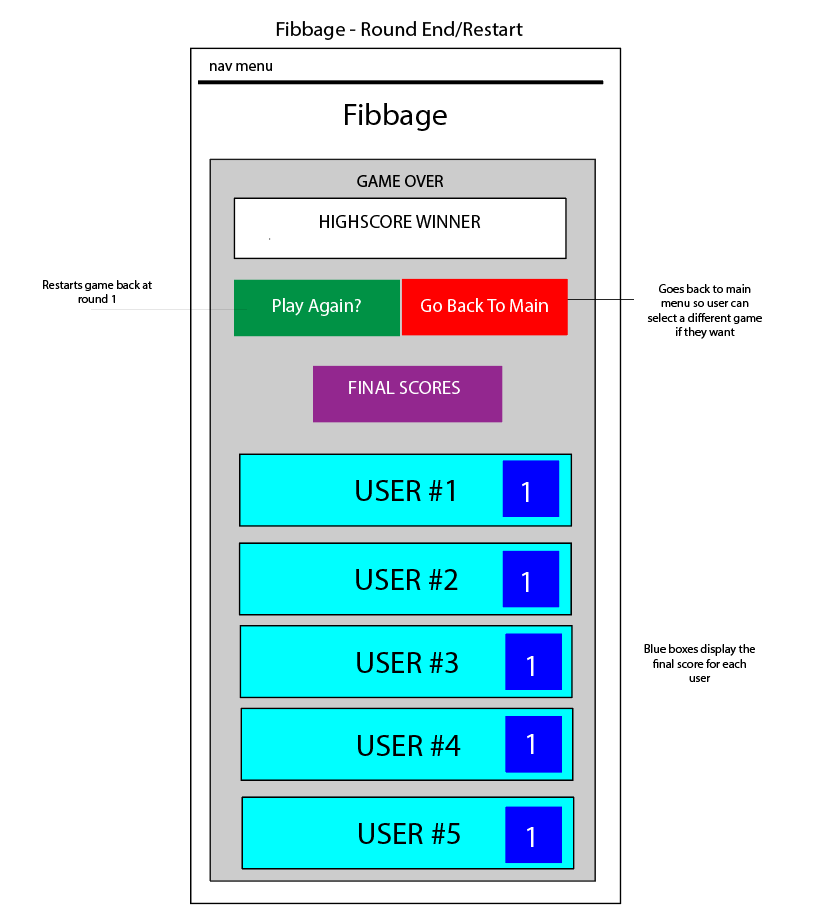 Fibbage - Round End/Restart
nav menu
Fibbage
GAME OVER
HIGHSCORE WINNER
Restarts game back at
round 1
Play Again?
Go Back To Main
Goes back to main
menu so user can
select a different game
if they want
FINAL SCORES
USER #1
1
USER #2
1
USER #3
1
Blue boxes display the
final score for each
user
USER #4
1
USER #5
1